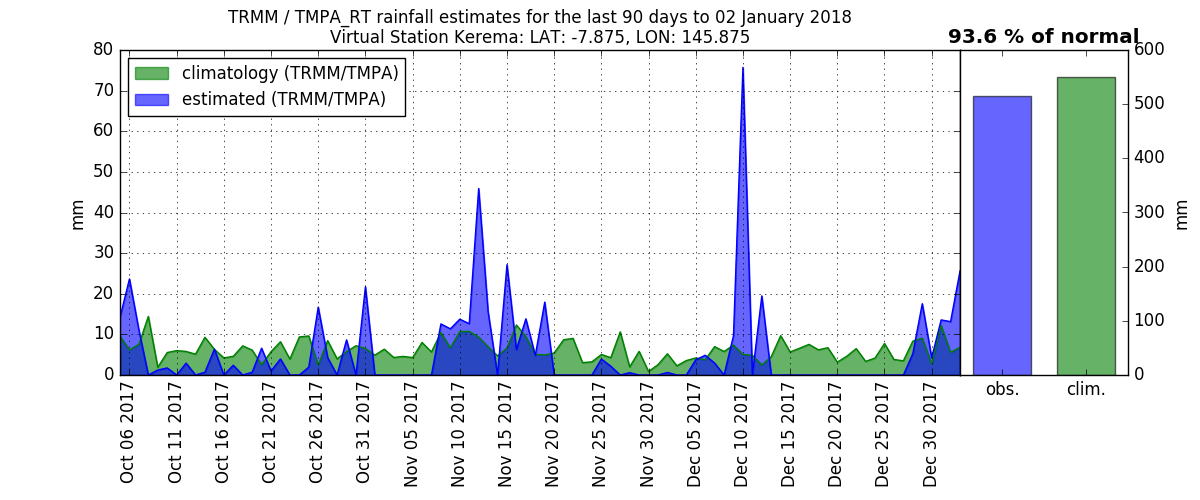 TRMM / TMPA_RT rainfall estimates for the last 90 days to 02 January 2018
Virtual Station Kerema: LAT: -7.875, LON: 145.875
93.6 % of normal
climatology (TRMM/TMPA)
estimated (TRMM/TMPA)
mm
80
70
60
50
40
30
20
10
0
Oct 06 2017
Oct 11 2017
Oct 16 2017
Oct 21 2017
Oct 26 2017
Oct 31 2017
Nov 05 2017
Nov 10 2017
Nov 15 2017
Nov 20 2017
Nov 25 2017
Nov 30 2017
Dec 05 2017
Dec 10 2017
Dec 15 2017
Dec 20 2017
Dec 25 2017
Dec 30 2017
obs.
clim.
600
500
400
300
200
100
0
mm